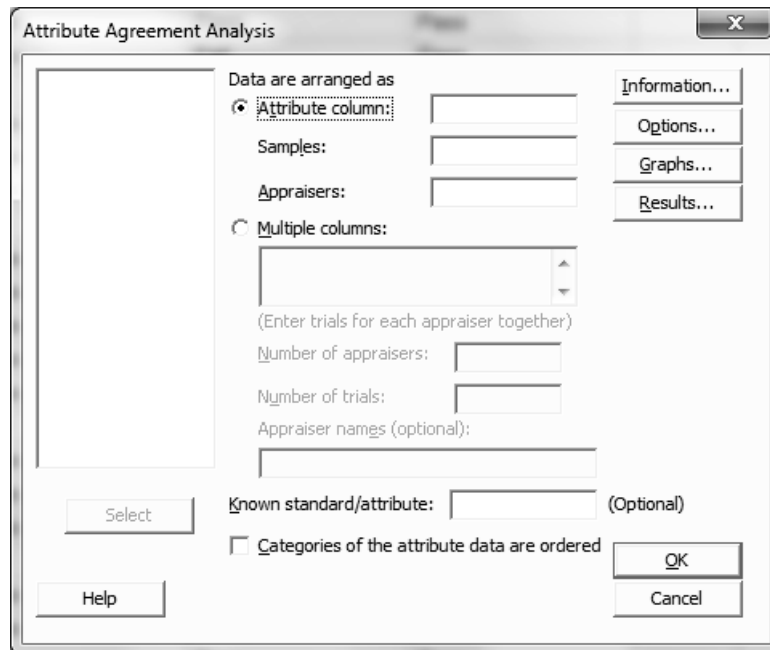 Attribute Agreement Analysis
X
Data are arranged as
Attribute column:
Samples:
Appraisers:
Multiple columns:
(Enter trials for each appraiser together)
Number of appraisers:
Number of trials:
Appraiser names (optional):
Known standard/attribute:
(Optional)
Categories of the attribute data are ordered
Information...
Options...
Graphs...
Results...
Select
Help
OK
Cancel